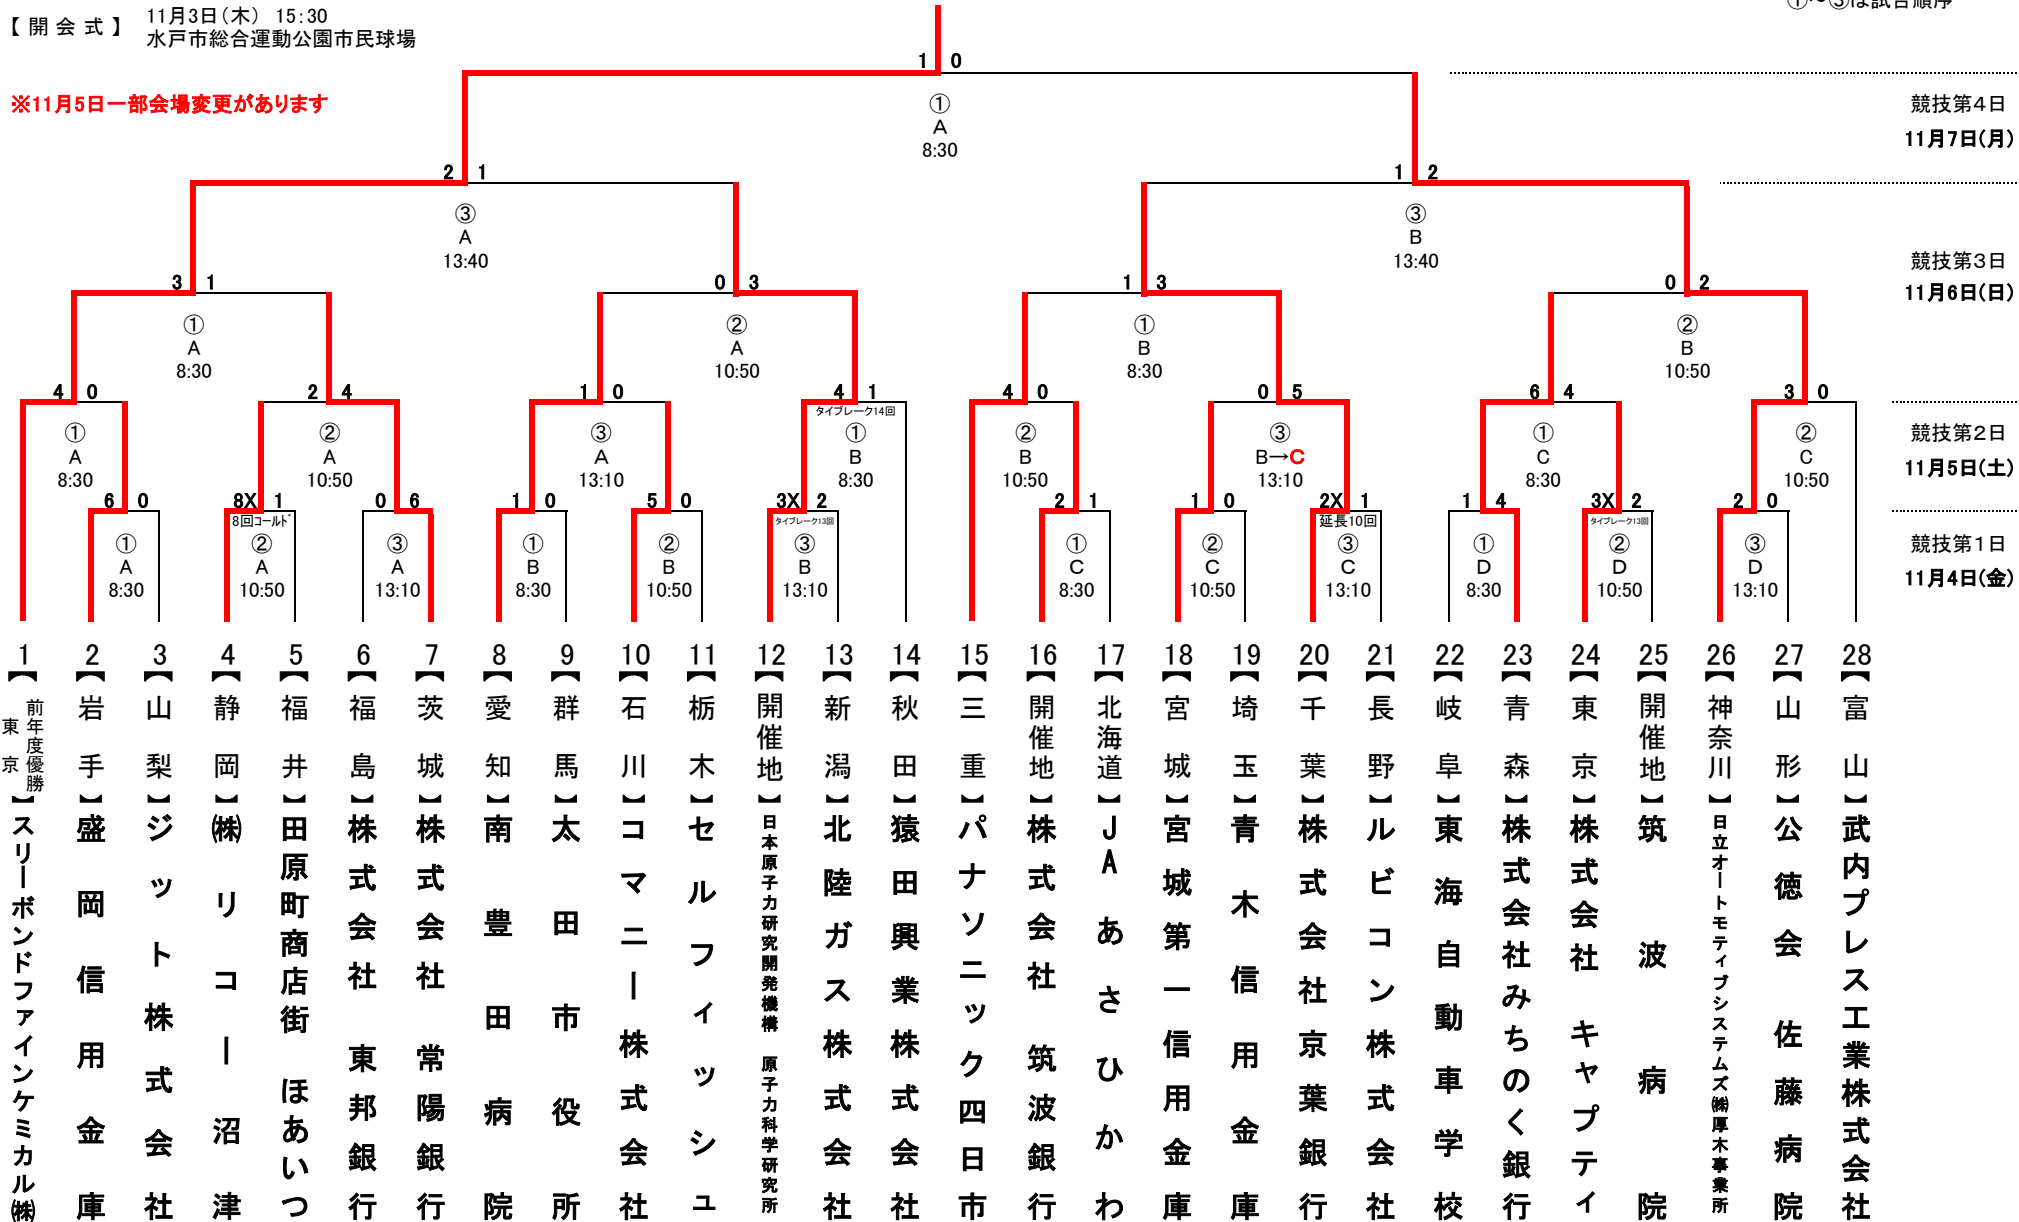 ①～③は試合順序
【 開 会 式 】 11月3日(木) 15:30
水戸市総合運動公園市民球場
※11月5日一部会場変更があります
1 0
① A 8:30
競技第4日
11月7日(月)
2 1
③ A 13:40
1 2
③ B 13:40
競技第3日
11月6日(日)
3 1
① A 8:30
0 3
② A 10:50
1 3
① B 8:30
0 2
② B 10:50
4 0
① A 8:30
2 4
② A 10:50
1 0
③ A 13:10
4 1
タイブレーク14回
① B 8:30
4 0
② B 10:50
0 5
③ B→C 13:10
6 4
① C 8:30
3 0
② C 10:50
競技第2日
11月5日(土)
6 0
① A 8:30
8X 1
8回コールド
② A 10:50
0 6
③ A 13:10
1 0
① B 8:30
5 0
② B 10:50
3X 2
タイブレーク13回
③ B 13:10
2 1
① C 8:30
1 0
② C 10:50
2X 1
延長10回
③ C 13:10
1 4
① D 8:30
3X 2
タイブレーク13回
② D 10:50
2 0
③ D 13:10
競技第1日
11月4日(金)
1 【前年度優勝 東京】スリーボンドファインケミカル㈱
2 【岩手】盛岡信用金庫
3 【山梨】ジット株式会社
4 【静岡】㈱リコー沼津
5 【福井】田原町商店街 ほあいつ
6 【福島】株式会社 東邦銀行
7 【茨城】株式会社 常陽銀行
8 【愛知】南豊田病院
9 【群馬】太田市役所
10 【石川】コマニー株式会社
11 【栃木】セルフィッシュ
12 【開催地】日本原子力研究開発機構 原子力科学研究所
13 【新潟】北陸ガス株式会社
14 【秋田】猿田興業株式会社
15 【三重】パナソニック四日市
16 【開催地】株式会社 筑波銀行
17 【北海道】JAあさひかわ
18 【宮城】宮城第一信用金庫
19 【埼玉】青木信用金庫
20 【千葉】株式会社京葉銀行
21 【長野】ルビコン株式会社
22 【岐阜】東海自動車学校
23 【青森】株式会社みちのく銀行
24 【東京】株式会社 キャプティ
25 【開催地】筑波病院
26 【神奈川】日立オートモティブシステムズ㈱厚木事業所
27 【山形】公徳会 佐藤病院
28 【富山】武内プレス工業株式会社